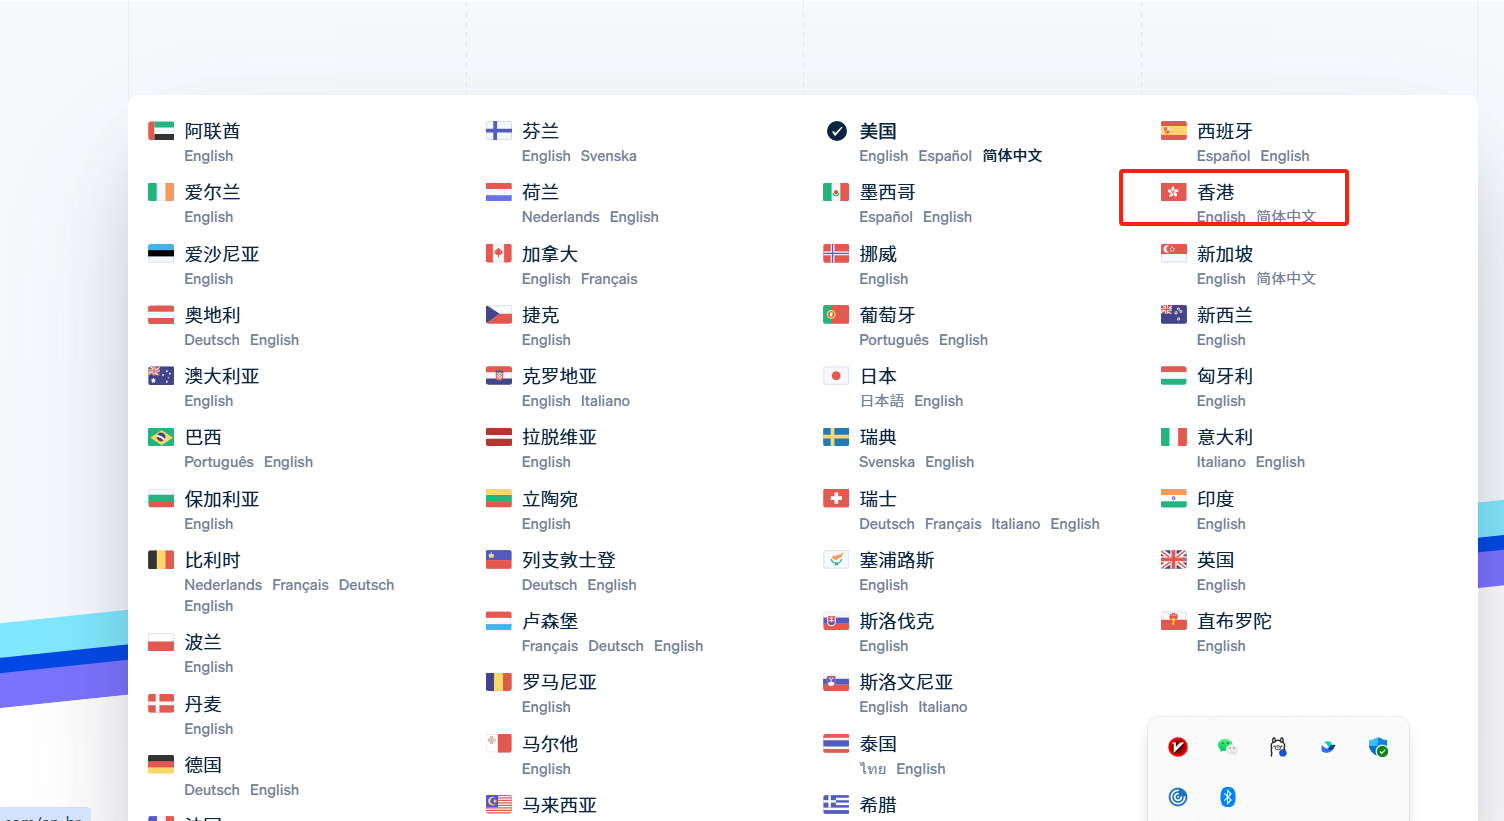 阿联酋
English
爱尔兰
English
爱沙尼亚
English
奥地利
Deutsch English
澳大利亚
English
巴西
Português English
保加利亚
English
比利时
Nederlands Français Deutsch
English
波兰
English
丹麦
English
德国
Deutsch English
芬兰
English Svenska
荷兰
Nederlands English
加拿大
English Français
捷克
English
克罗地亚
English Italiano
拉脱维亚
English
立陶宛
English
列支敦士登
Deutsch English
卢森堡
Français Deutsch English
罗马尼亚
English
马尔他
English
马来西亚
美国
English Español 简体中文
墨西哥
Español English
挪威
English
葡萄牙
Português English
日本
日本語 English
瑞典
Svenska English
瑞士
Deutsch Français Italiano English
塞浦路斯
English
斯洛伐克
English
斯洛文尼亚
English Italiano
泰国
ไทย English
希腊
西班牙
Español English
香港
English 简体中文
新加坡
English 简体中文
新西兰
English
匈牙利
English
意大利
Italiano English
印度
English
英国
English
直布罗陀
English